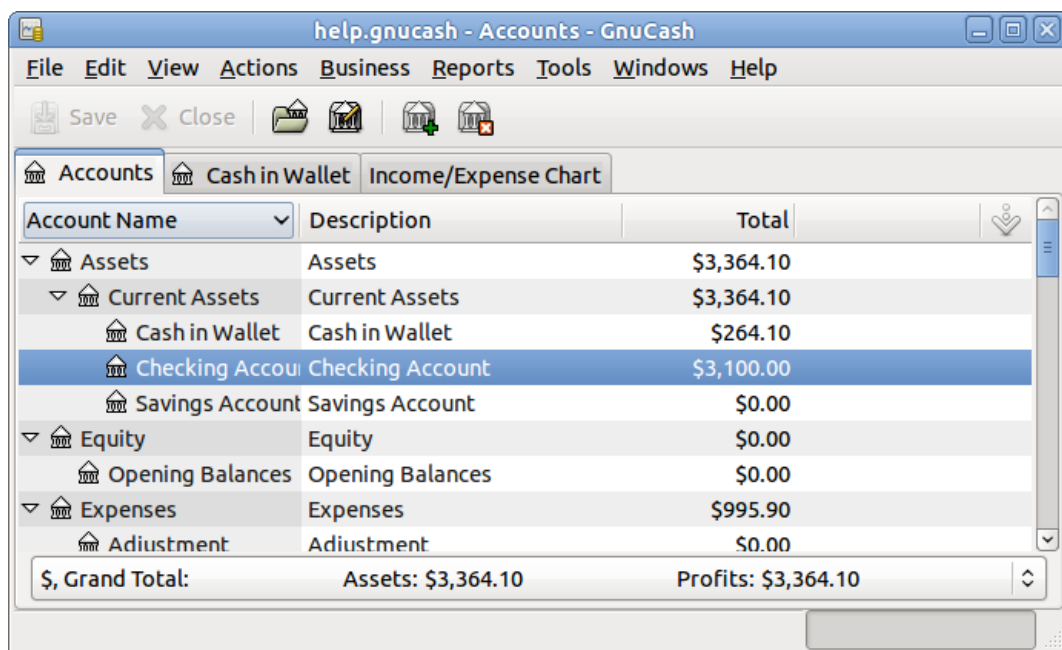 help.gnucash - Accounts - GnuCash
File Edit View Actions Business Reports Tools Windows Help
Save Close
Accounts Cash in Wallet Income/Expense Chart
Account Name Description Total
Assets Assets $3,364.10
Current Assets Current Assets $3,364.10
Cash in Wallet Cash in Wallet $264.10
Checking Accou Checking Account $3,100.00
Savings Account Savings Account $0.00
Equity Equity $0.00
Opening Balances Opening Balances $0.00
Expenses Expenses $995.90
Adjustment Adjustment $0.00
$, Grand Total: Assets: $3,364.10 Profits: $3,364.10